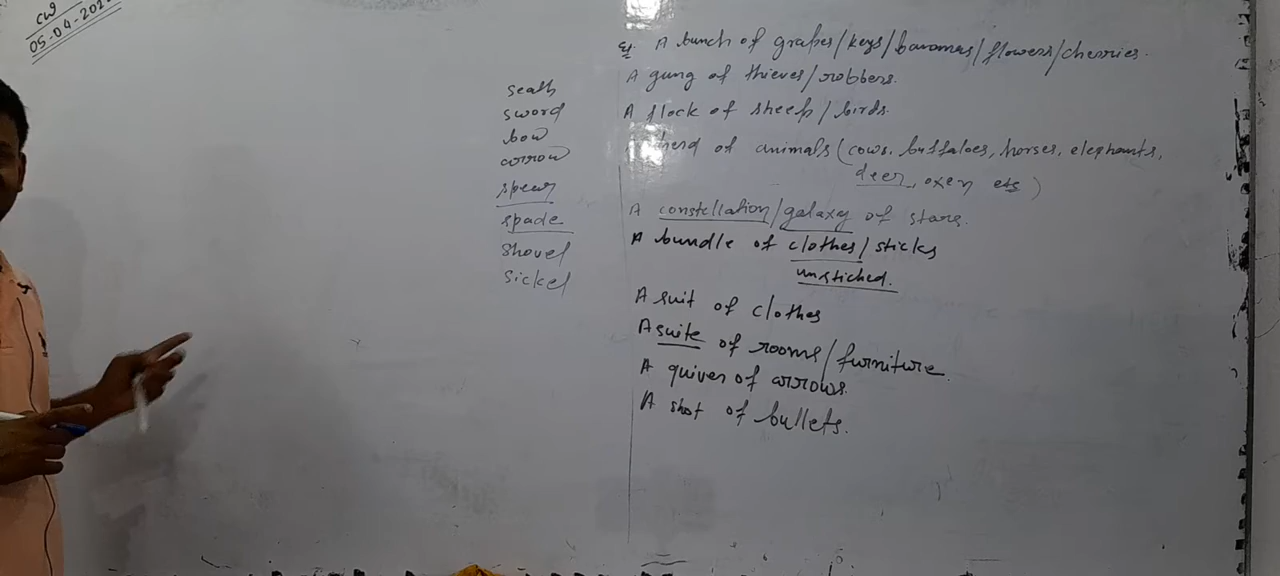 CW
05-04-202
Ex. A bunch of grapes/keys/bananas/flowers/cherries.
A gang of thieves/robbers.
A flock of sheep/birds.
herd of animals (cows, buffaloes, horses, elephants,
deer, oxen etc)
A constellation/galaxy of stars.
A bundle of clothes/sticks
unstiched.
A suit of clothes
A suite of rooms/furniture.
A quiver of arrows.
A shot of bullets.
seath
sword
bow
arrow
spear
spade
shovel
sickel